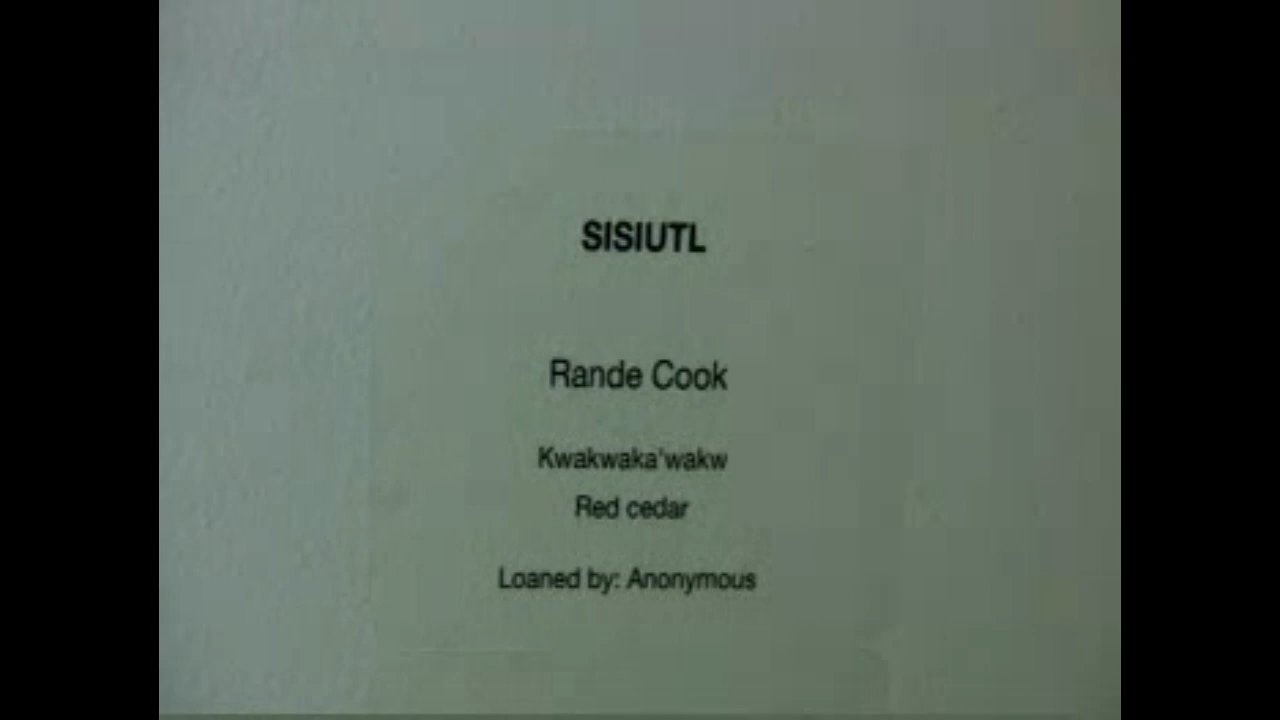 SISIUTL
Rande Cook
Kwakwaka'wakw
Red cedar
Loaned by: Anonymous